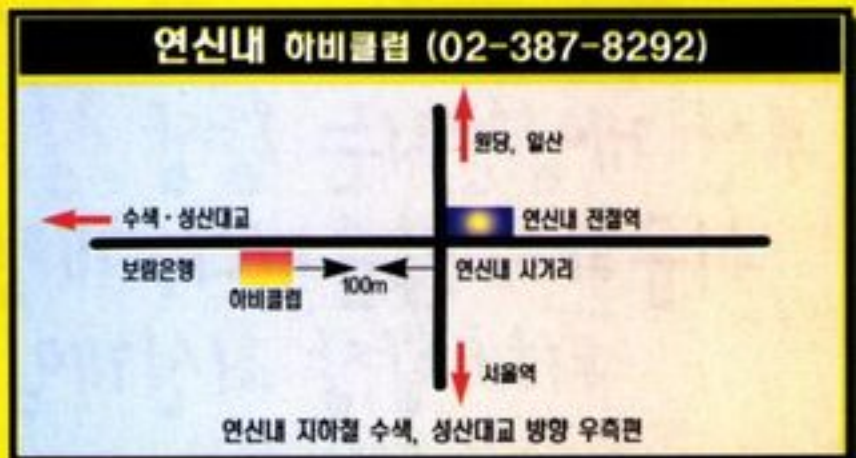 연신내 하비클럽 (02-387-8292)
원당, 일산
수색·성산대교
연신내 전철역
보람은행
하비클럽
100m
연신내 사거리
서울역
연신내 지하철 수색, 성산대교 방향 우측편